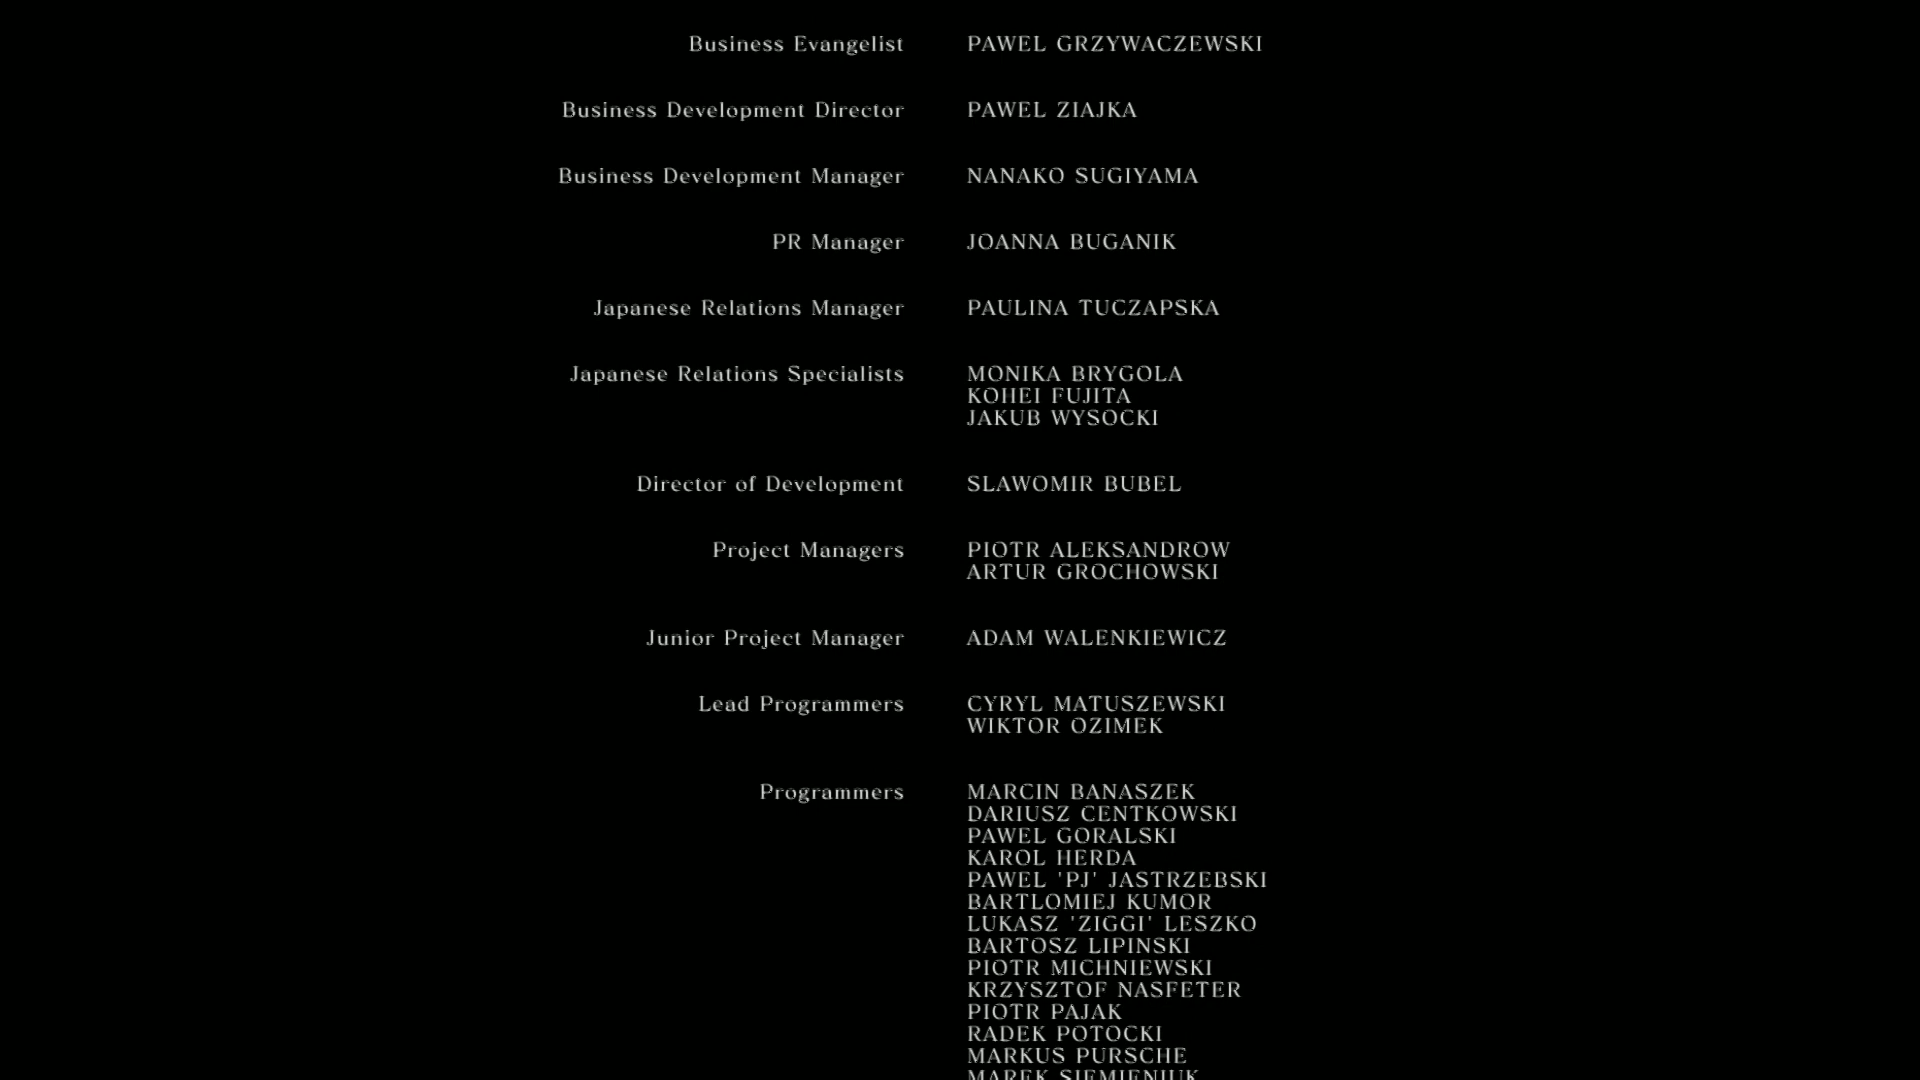 Business Evangelist PAWEL GRZYWACZEWSKI
Business Development Director PAWEL ZIAJKA
Business Development Manager NANAKO SUGIYAMA
PR Manager JOANNA BUGANIK
Japanese Relations Manager PAULINA TUCZAPSKA
Japanese Relations Specialists MONIKA BRYGOLA
KOHEI FUJITA
JAKUB WYSOCKI
Director of Development SLAWOMIR BUBEL
Project Managers PIOTR ALEKSANDROW
ARTUR GROCHOWSKI
Junior Project Manager ADAM WALENKIEWICZ
Lead Programmers CYRYL MATUSZEWSKI
WIKTOR OZIMEK
Programmers MARCIN BANASZEK
DARIUSZ CENTKOWSKI
PAWEL GORALSKI
KAROL HERDA
PAWEL 'PJ' JASTRZEBSKI
BARTLOMIEJ KUMOR
LUKASZ 'ZIGGI' LESZKO
BARTOSZ LIPINSKI
PIOTR MICHNIEWSKI
KRZYSZTOF NASFETER
PIOTR PAJAK
RADEK POTOCKI
MARKUS PURSCHE
MAREK SIEMIENIUK